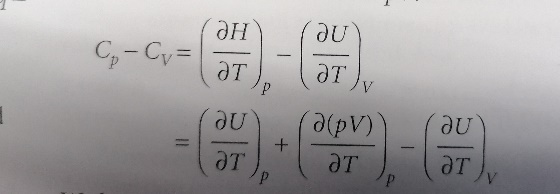 C_p − C_V = (∂H/∂T)_p − (∂U/∂T)_V
= (∂U/∂T)_p + (∂(pV)/∂T)_p − (∂U/∂T)_V